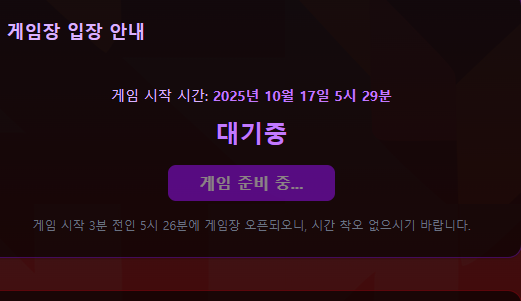 게임장 입장 안내
게임 시작 시간: 2025년 10월 17일 5시 29분
대기중
게임 준비 중...
게임 시작 3분 전인 5시 26분에 게임장 오픈되오니, 시간 착오 없으시기 바랍니다.